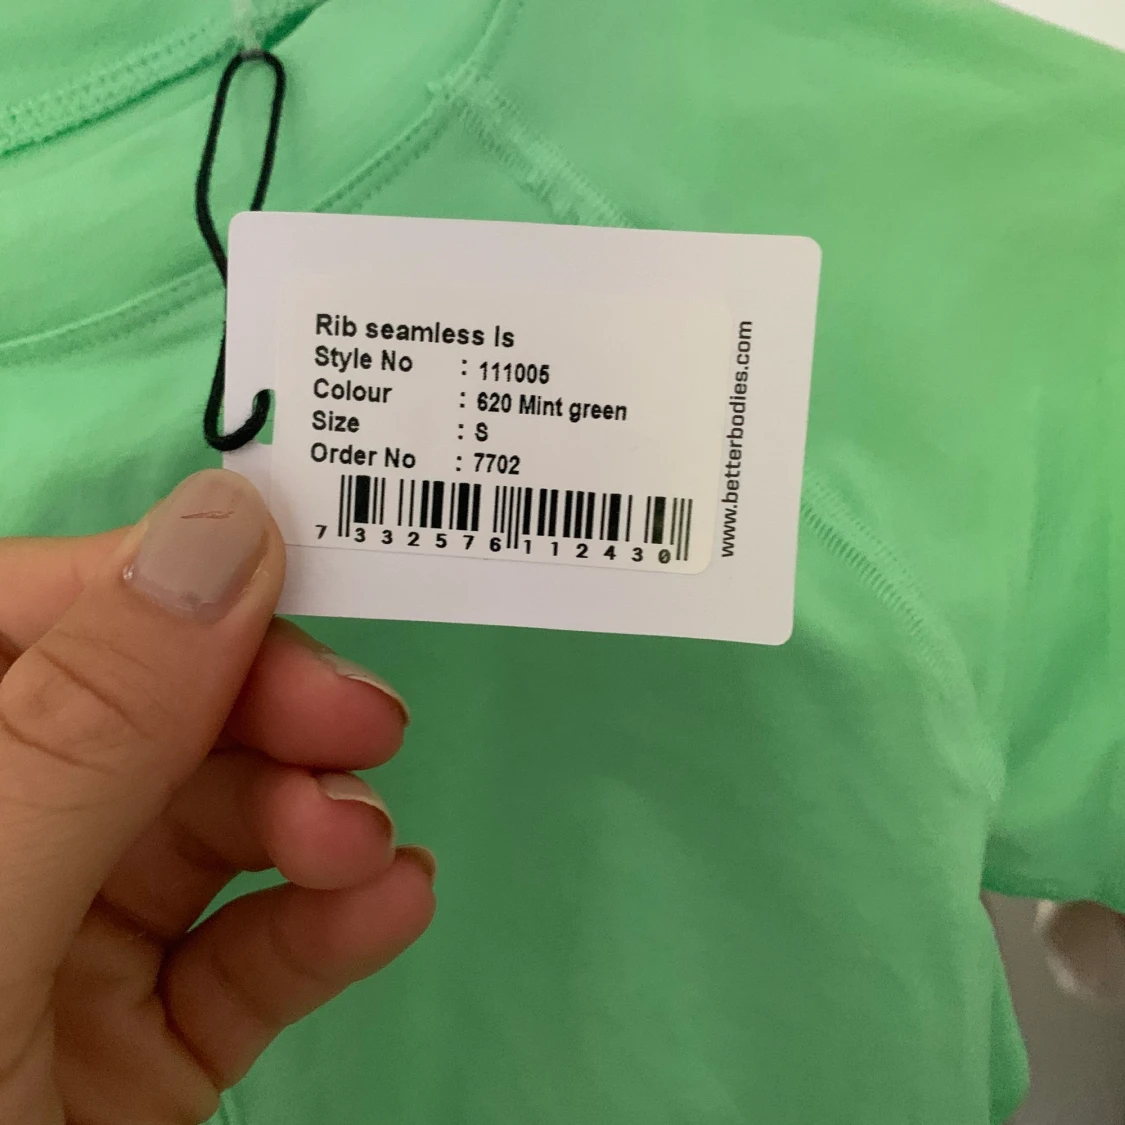 Rib seamless ls
Style No : 111005
Colour : 620 Mint green
Size : S
Order No : 7702
7 332576 112430
www.betterbodies.com